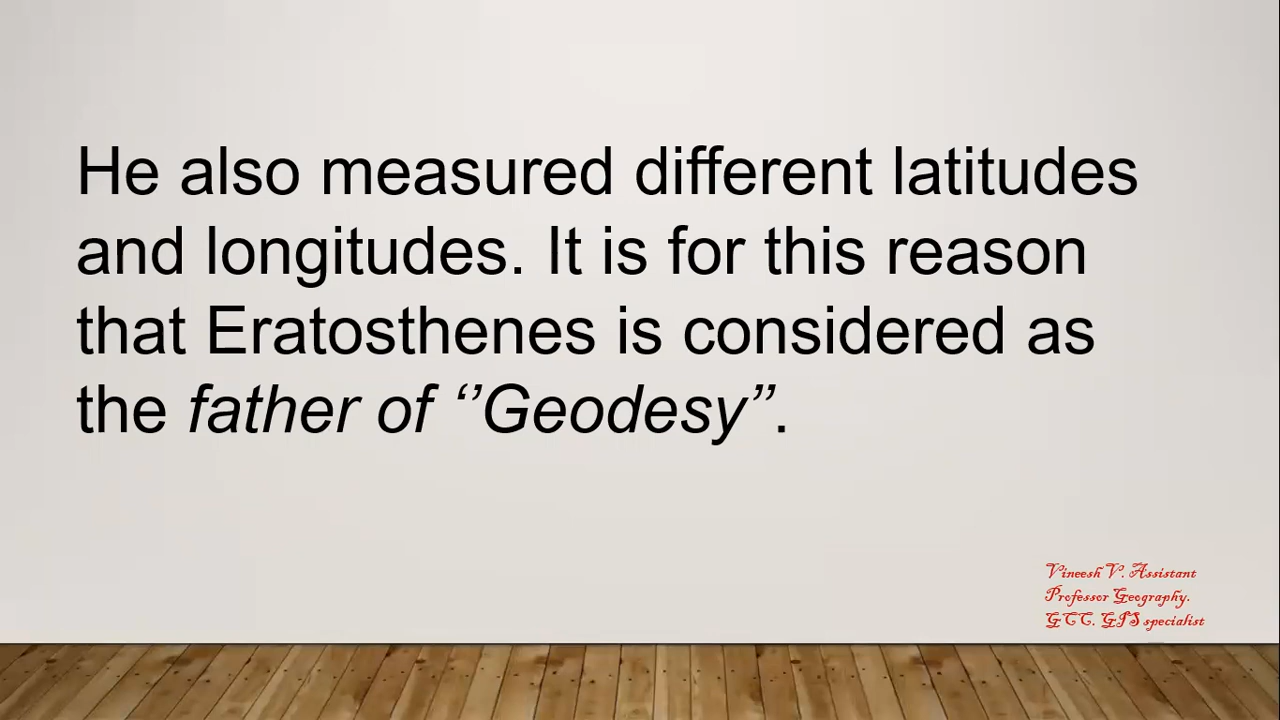 He also measured different latitudes
and longitudes. It is for this reason
that Eratosthenes is considered as
the father of ‘’Geodesy”.
Vineesh V. Assistant
Professor Geography.
GCC. GIS specialist